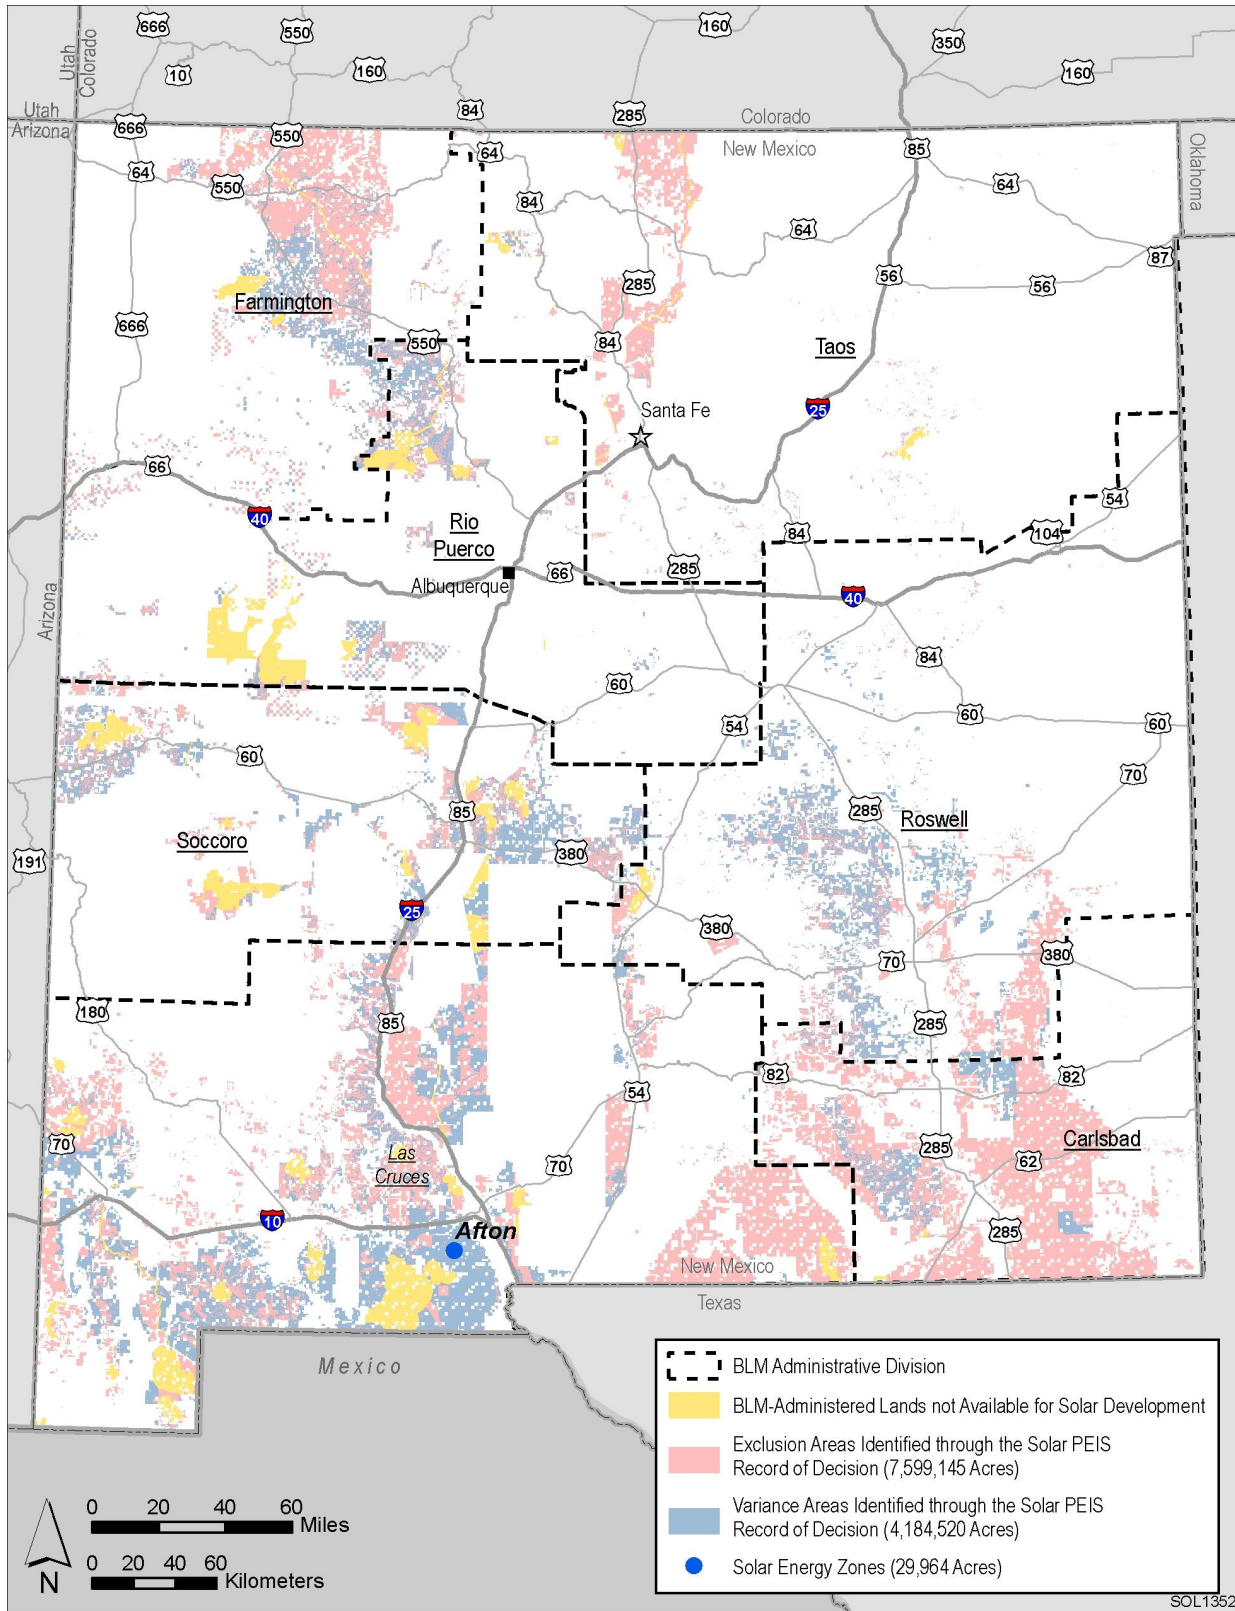 666
550
160
350
10
160
160
Utah
Colorado
84
285
Utah
Arizona
666
550
Colorado
New Mexico
85
Oklahoma
64
64
550
64
84
64
64
87
285
56
56
Farmington
666
550
84
Taos
Santa Fe
25
66
54
40
Rio
Puerco
84
104
285
66
Albuquerque
40
Arizona
84
60
60
54
60
60
70
85
285
Roswell
Soccoro
380
191
25
380
70
380
180
85
285
82
82
54
70
285
Carlsbad
62
Las
Cruces
70
10
Afton
285
New Mexico
Texas
Mexico
BLM Administrative Division
BLM-Administered Lands not Available for Solar Development
Exclusion Areas Identified through the Solar PEIS
Record of Decision (7,599,145 Acres)
Variance Areas Identified through the Solar PEIS
Record of Decision (4,184,520 Acres)
Solar Energy Zones (29,964 Acres)
N
0 20 40 60
Miles
0 20 40 60
Kilometers
SOL1352